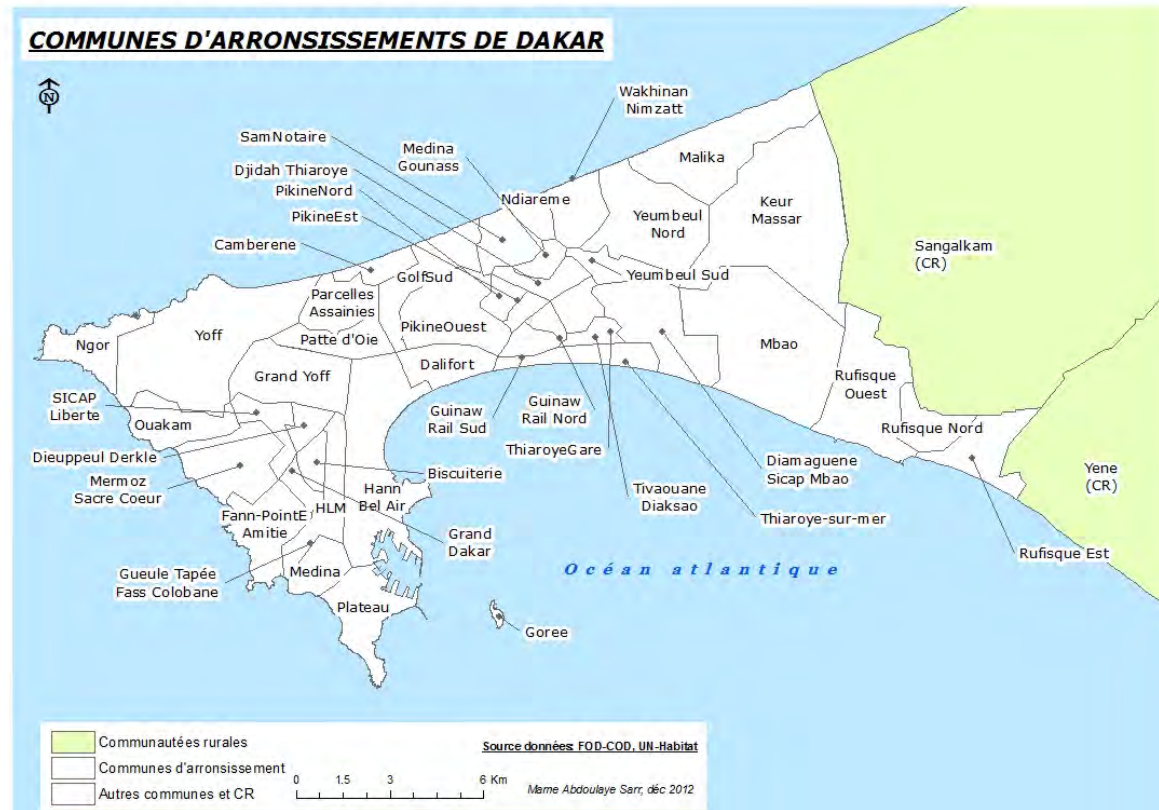 COMMUNES D'ARRONSISSEMENTS DE DAKAR
N
Wakhinan
Nimzatt
SamNotaire
Medina
Gounass
Malika
Djidah Thiaroye
PikineNord
Ndiareme
PikineEst
Yeumbeul
Nord
Keur
Massar
Camberene
Sangalkam
(CR)
GolfSud
Yeumbeul Sud
Parcelles
Assainies
Yoff
PikineOuest
Ngor
Patte d'Oie
Mbao
Dalifort
Grand Yoff
Rufisque
Ouest
SICAP
Liberte
Ouakam
Guinaw
Rail Sud
Guinaw
Rail Nord
Rufisque Nord
ThiaroyeGare
Dieuppeul Derkle
Biscuiterie
Diamaguene
Sicap Mbao
Yene
(CR)
Mermoz
Sacre Coeur
Hann
Bel Air
Tivaouane
Diaksao
Fann-PointE
Amitie
HLM
Thiaroye-sur-mer
Grand
Dakar
Rufisque Est
Gueule Tapée
Fass Colobane
Medina
Océan atlantique
Plateau
Goree
Communautées rurales
Communes d'arronsissement
Autres communes et CR
Source données: FOD-COD, UN-Habitat
0 1.5 3 6 Km
Mame Abdoulaye Sarr, déc 2012